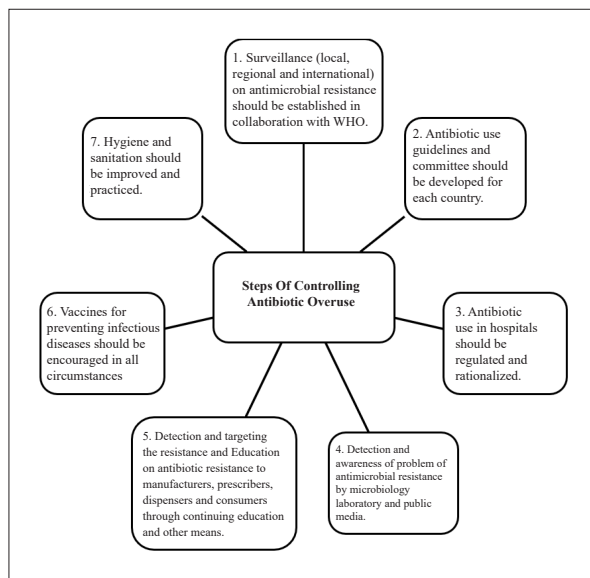 1. Surveillance (local,
regional and international)
on antimicrobial resistance
should be established in
collaboration with WHO.
2. Antibiotic use
guidelines and
committee should
be developed for
each country.
3. Antibiotic
use in hospitals
should be
regulated and
rationalized.
4. Detection and
awareness of problem of
antimicrobial resistance
by microbiology
laboratory and public
media.
5. Detection and targeting
the resistance and Education
on antibiotic resistance to
manufacturers, prescribers,
dispensers and consumers
through continuing education
and other means.
6. Vaccines for
preventing infectious
diseases should be
encouraged in all
circumstances
7. Hygiene and
sanitation should
be improved and
practiced.
Steps Of Controlling
Antibiotic Overuse